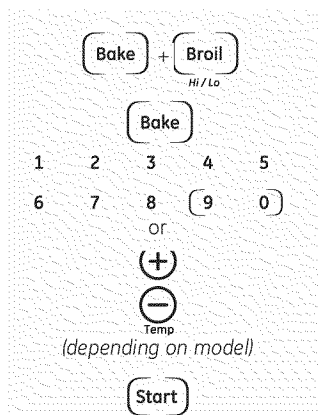 Bake + Broil
Hi / Lo
Bake
1 2 3 4 5
6 7 8 9 0
or
+
−
Temp
(depending on model)
Start